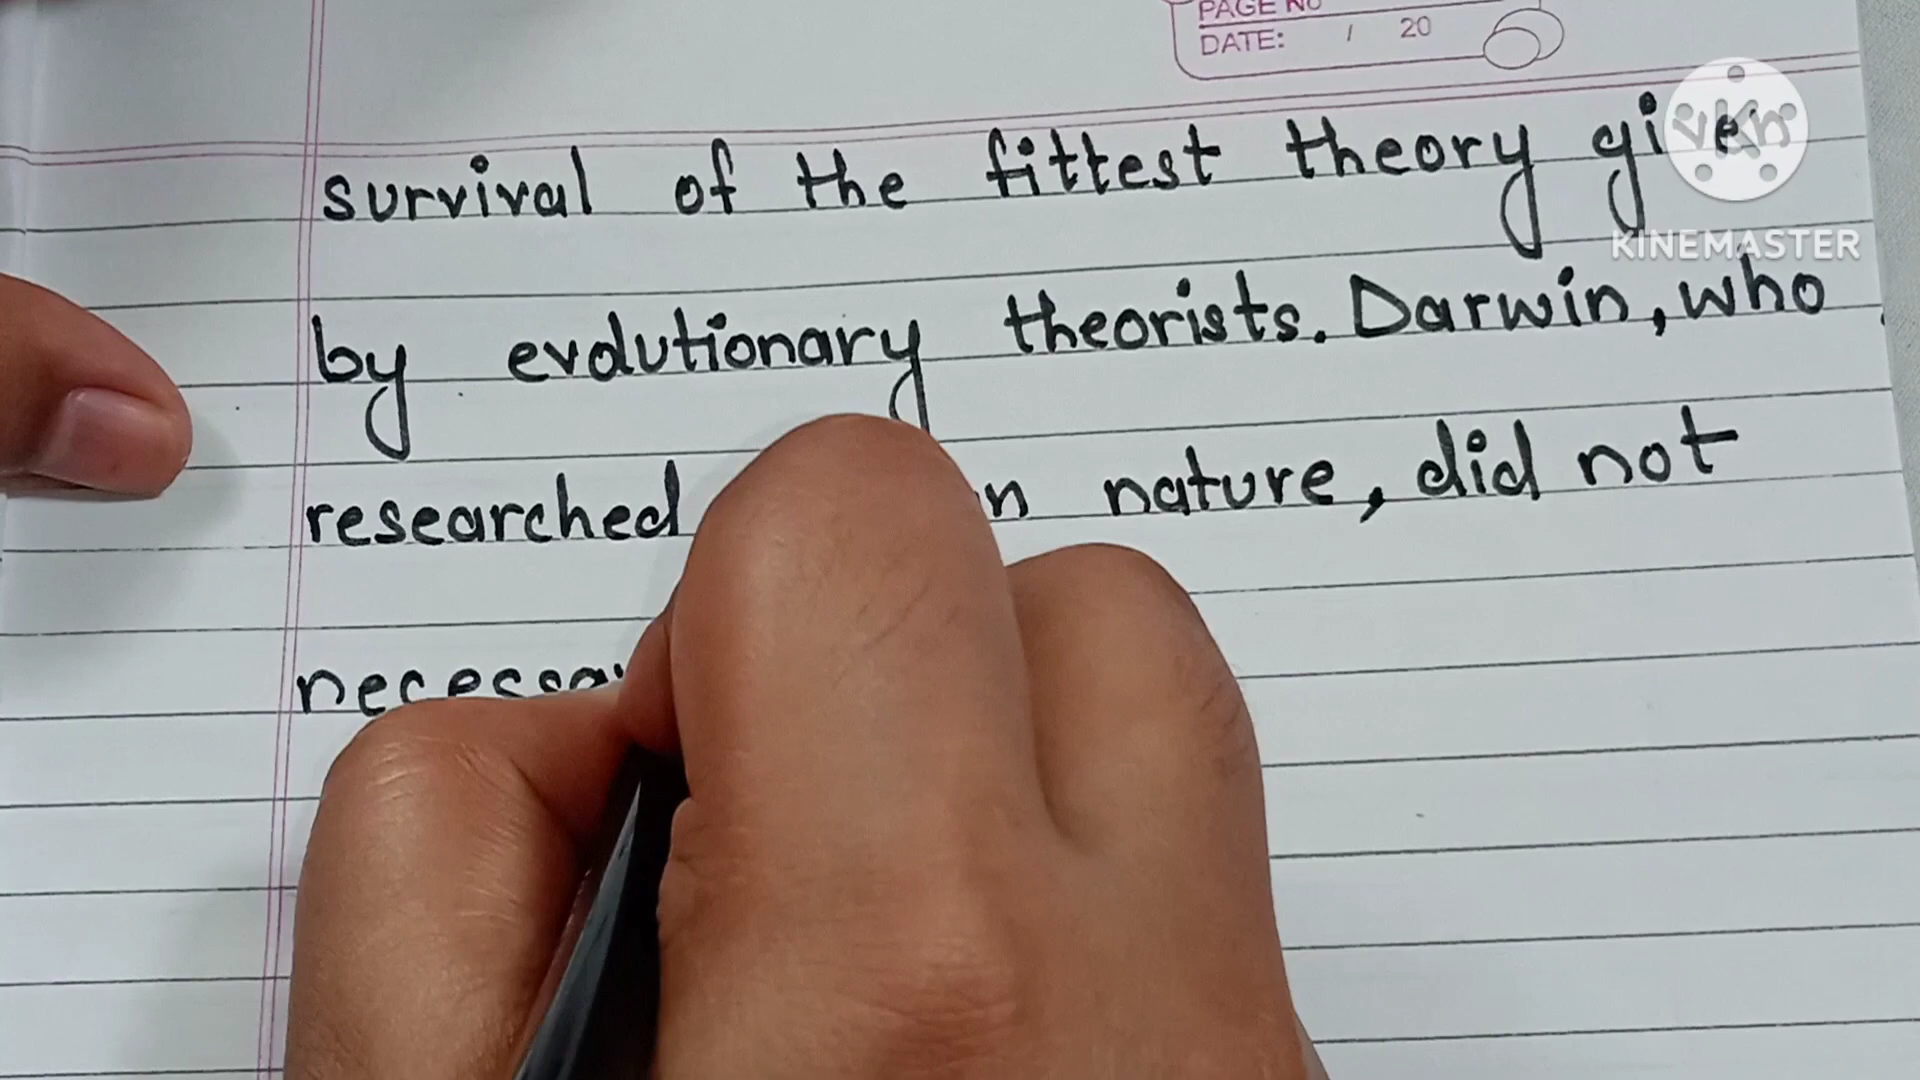 PAGE NO
DATE: / 20
survival of the fittest theory given
KINEMASTER
by evolutionary theorists. Darwin, who
researched nature, did not